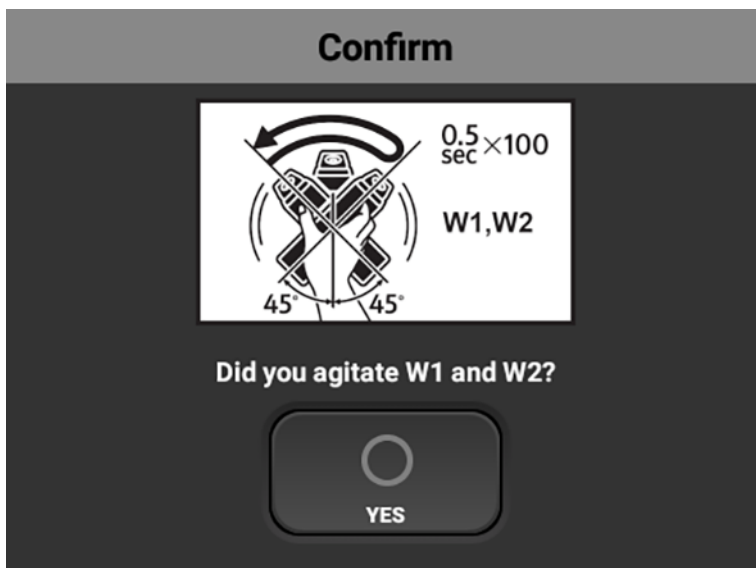 Confirm
0.5
sec ×100
W1,W2
45° 45°
Did you agitate W1 and W2?
YES